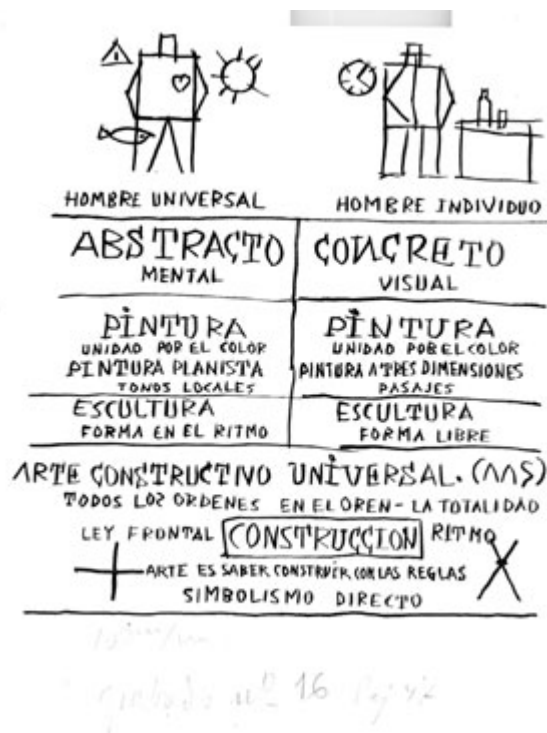 HOMBRE UNIVERSAL
HOMBRE INDIVIDUO
ABSTRACTO
MENTAL
CONCRETO
VISUAL
PINTURA
UNIDAD POR EL COLOR
PINTURA PLANISTA
TONOS LOCALES
PINTURA
UNIDAD POR EL COLOR
PINTURA A TRES DIMENSIONES
PASAJES
ESCULTURA
FORMA EN EL RITMO
ESCULTURA
FORMA LIBRE
ARTE CONSTRUCTIVO UNIVERSAL.
TODOS LOS ORDENES EN EL OREN - LA TOTALIDAD
LEY FRONTAL CONSTRUCCION RITMO
ARTE ES SABER CONSTRUIR CON LAS REGLAS
SIMBOLISMO DIRECTO
nº 16